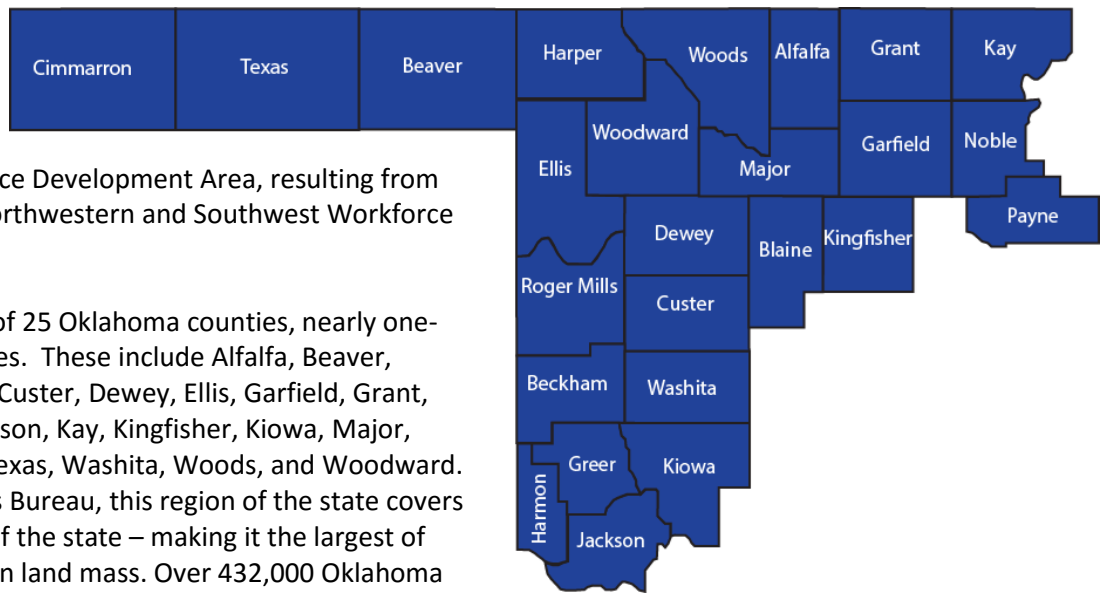 Cimmarron
Texas
Beaver
Harper
Woods
Alfalfa
Grant
Kay
Woodward
Ellis
Major
Garfield
Noble
Payne
Dewey
Blaine
Kingfisher
Roger Mills
Custer
Beckham
Washita
Greer
Kiowa
Harmon
Jackson
ce Development Area, resulting from
orthwestern and Southwest Workforce
of 25 Oklahoma counties, nearly one-
es. These include Alfalfa, Beaver,
Custer, Dewey, Ellis, Garfield, Grant,
son, Kay, Kingfisher, Kiowa, Major,
exas, Washita, Woods, and Woodward.
s Bureau, this region of the state covers
f the state – making it the largest of
n land mass. Over 432,000 Oklahoma